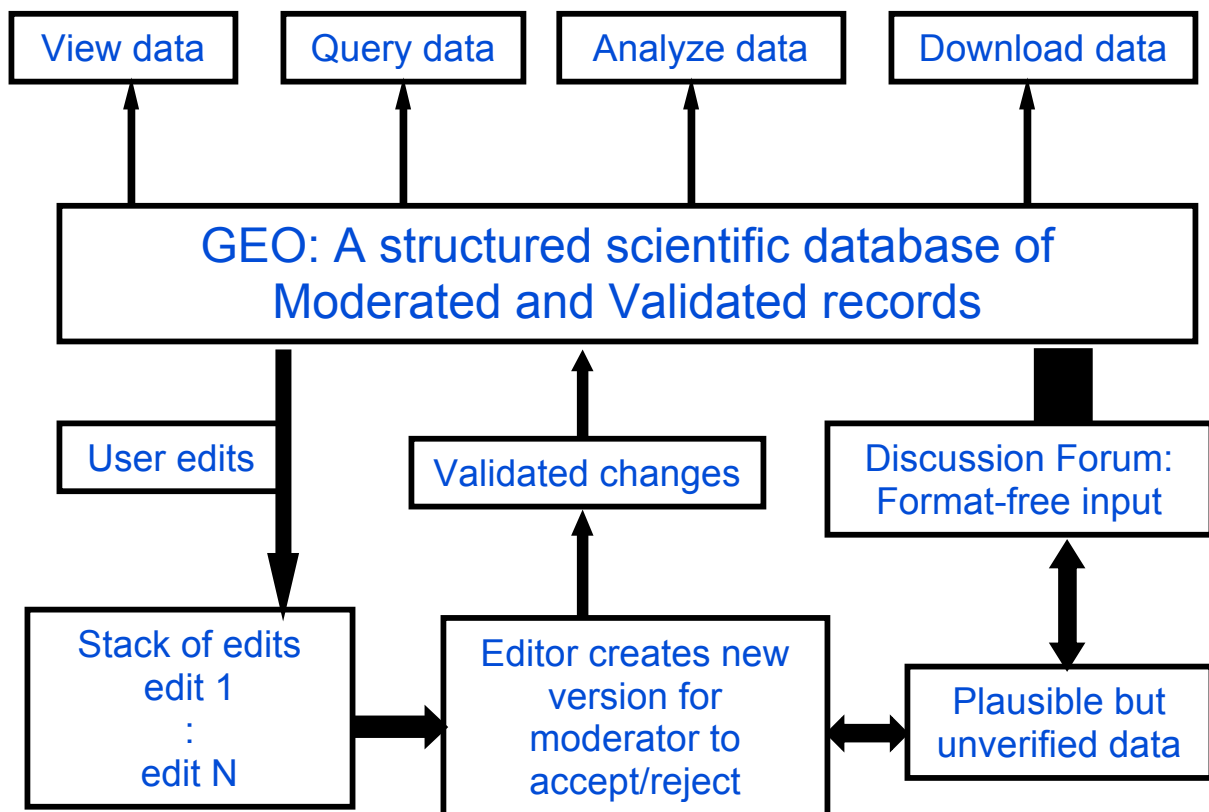 View data
Query data
Analyze data
Download data
GEO: A structured scientific database of
Moderated and Validated records
User edits
Validated changes
Discussion Forum:
Format-free input
Stack of edits
edit 1
:
edit N
Editor creates new
version for
moderator to
accept/reject
Plausible but
unverified data